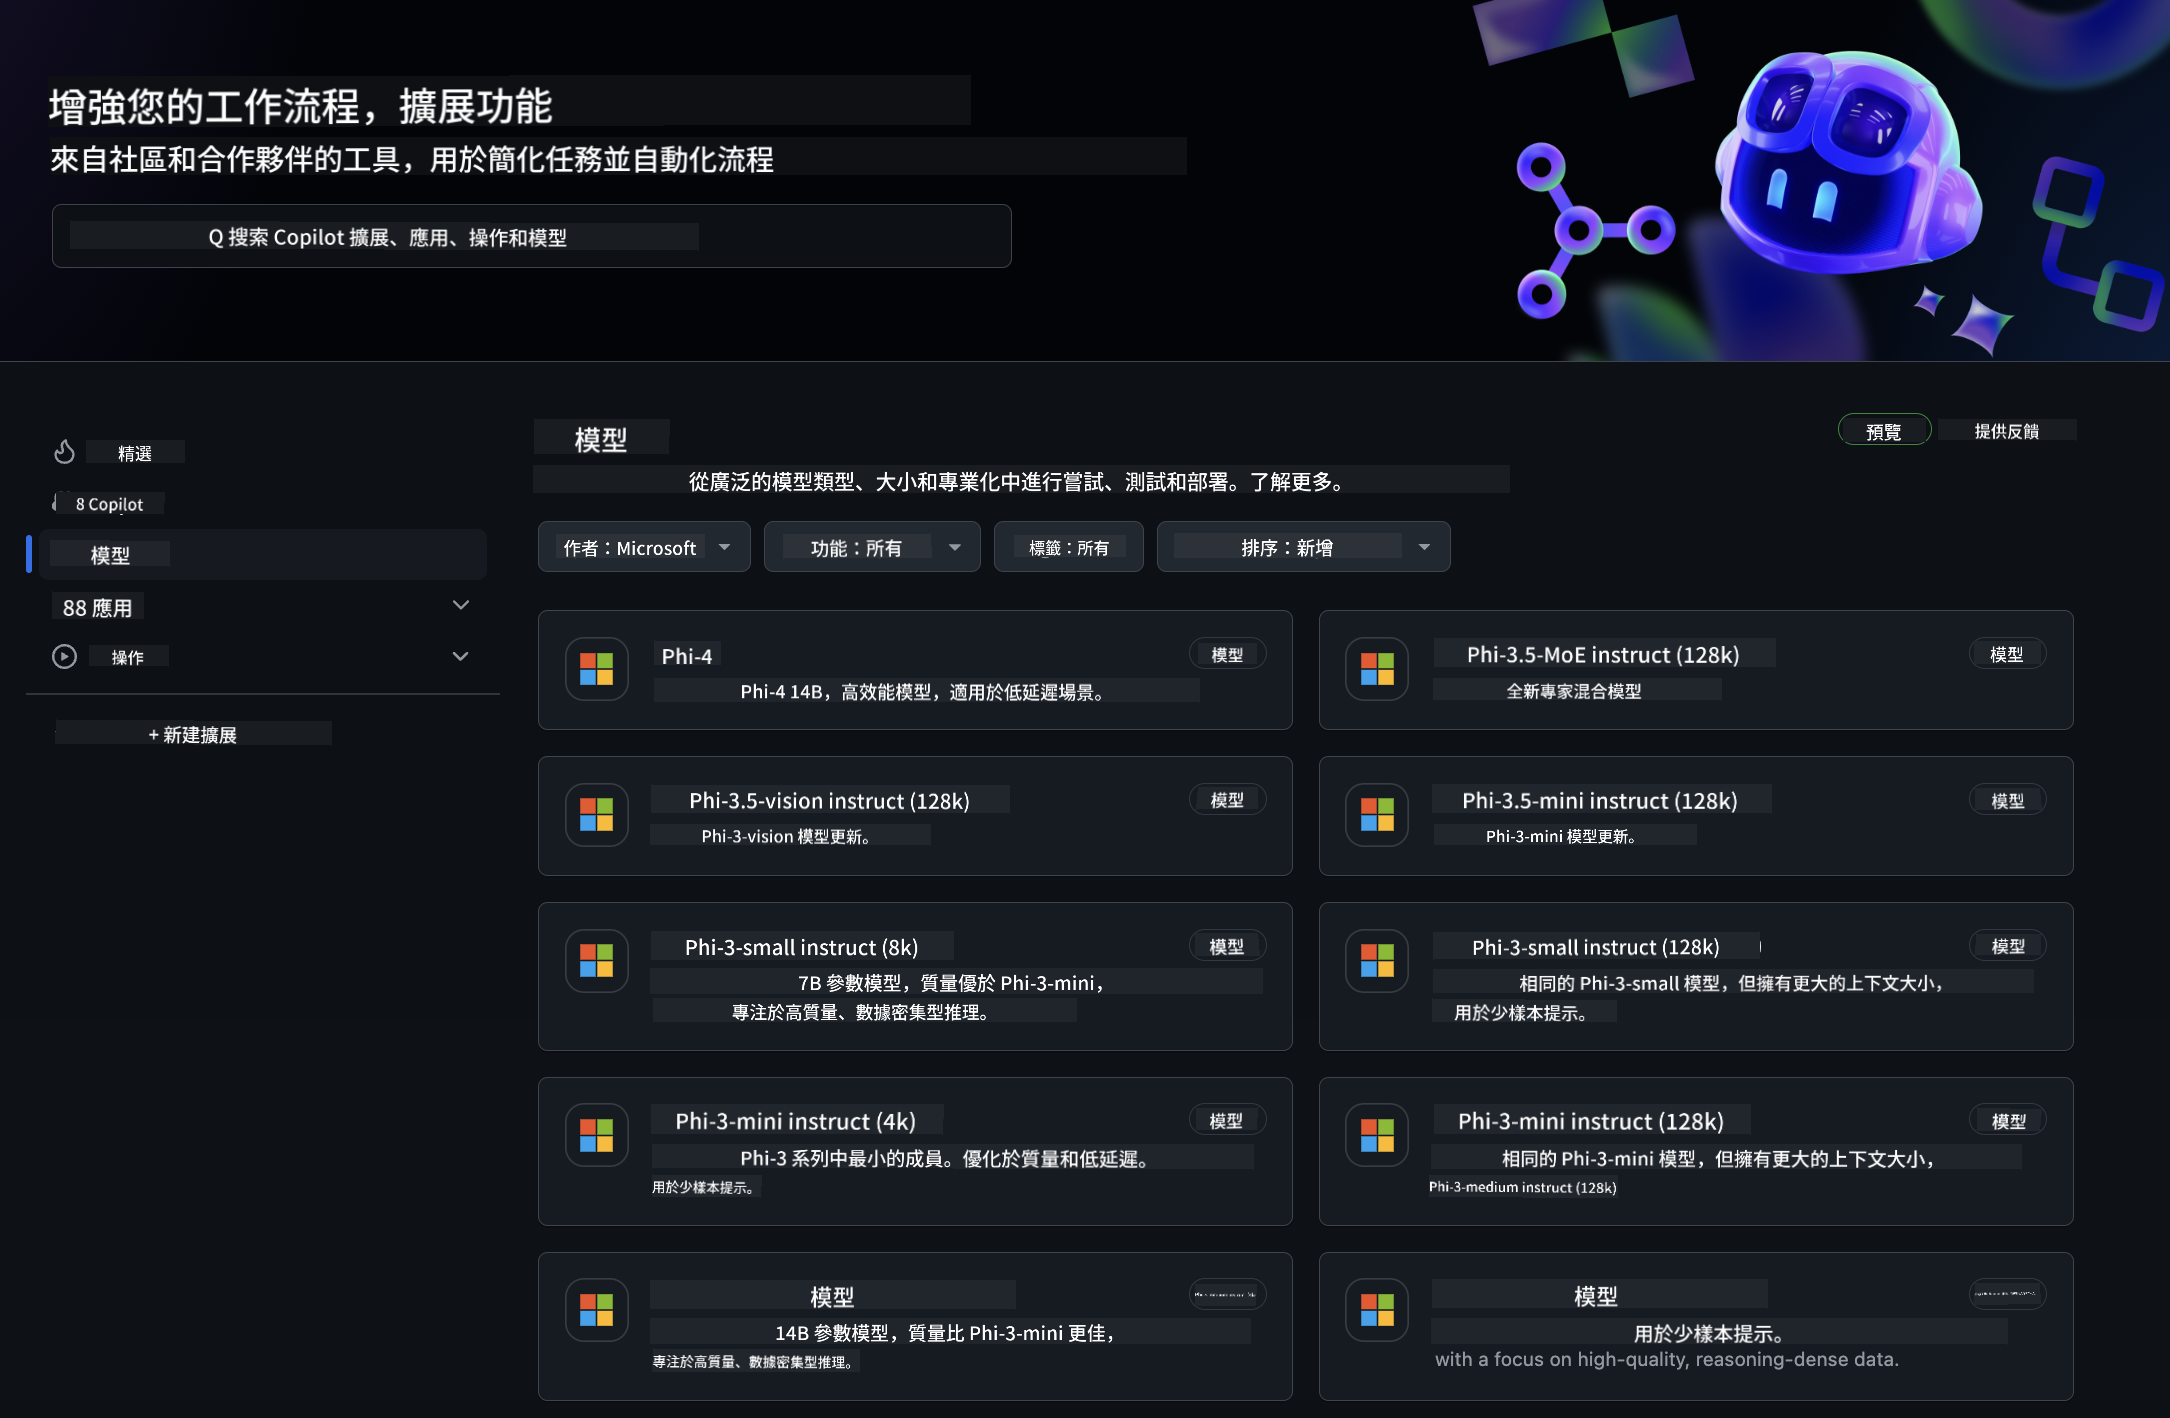 增強您的工作流程，擴展功能
來自社區和合作夥伴的工具，用於簡化任務並自動化流程
Q 搜索 Copilot 擴展、應用、操作和模型
精選
8 Copilot
模型
88 應用
操作
+ 新建擴展
模型
預覽
提供反饋
從廣泛的模型類型、大小和專業化中進行嘗試、測試和部署。了解更多。
作者：Microsoft
功能：所有
標籤：所有
排序：新增
Phi-4
模型
Phi-4 14B，高效能模型，適用於低延遲場景。
Phi-3.5-MoE instruct (128k)
模型
全新專家混合模型
Phi-3.5-vision instruct (128k)
模型
Phi-3-vision 模型更新。
Phi-3.5-mini instruct (128k)
模型
Phi-3-mini 模型更新。
Phi-3-small instruct (8k)
模型
7B 參數模型，質量優於 Phi-3-mini，
專注於高質量、數據密集型推理。
Phi-3-small instruct (128k)
模型
相同的 Phi-3-small 模型，但擁有更大的上下文大小，
用於少樣本提示。
Phi-3-mini instruct (4k)
模型
Phi-3 系列中最小的成員。優化於質量和低延遲。
用於少樣本提示。
Phi-3-mini instruct (128k)
模型
相同的 Phi-3-mini 模型，但擁有更大的上下文大小，
Phi-3-medium instruct (128k)
模型
14B 參數模型，質量比 Phi-3-mini 更佳，
專注於高質量、數據密集型推理。
模型
用於少樣本提示。
with a focus on high-quality, reasoning-dense data.